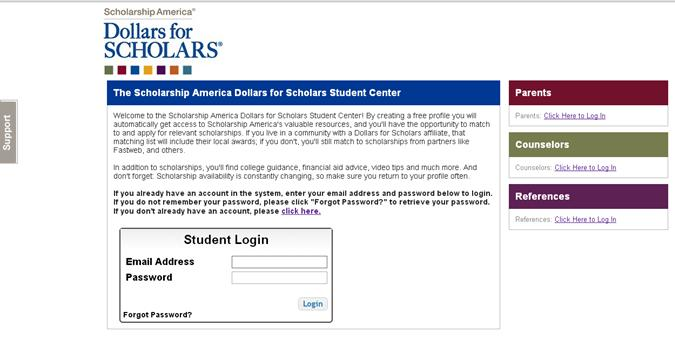 Scholarship America®
Dollars for
SCHOLARS®
Support
The Scholarship America Dollars for Scholars Student Center
Welcome to the Scholarship America Dollars for Scholars Student Center! By creating a free profile you will
automatically get access to Scholarship America's valuable resources, and you'll have the opportunity to match
to and apply for relevant scholarships. If you live in a community with a Dollars for Scholars affiliate, that
matching list will include their local awards; if you don't, you'll still match to scholarships from partners like
Fastweb, and others.
In addition to scholarships, you'll find college guidance, financial aid advice, video tips and much more. And
don't forget: Scholarship availability is constantly changing, so make sure you return to your profile often.
If you already have an account in the system, enter your email address and password below to login.
If you do not remember your password, please click "Forgot Password?" to retrieve your password.
If you don't already have an account, please click here.
Student Login
Email Address
Password
Login
Forgot Password?
Parents
Parents: Click Here to Log In
Counselors
Counselors: Click Here to Log In
References
References: Click Here to Log In